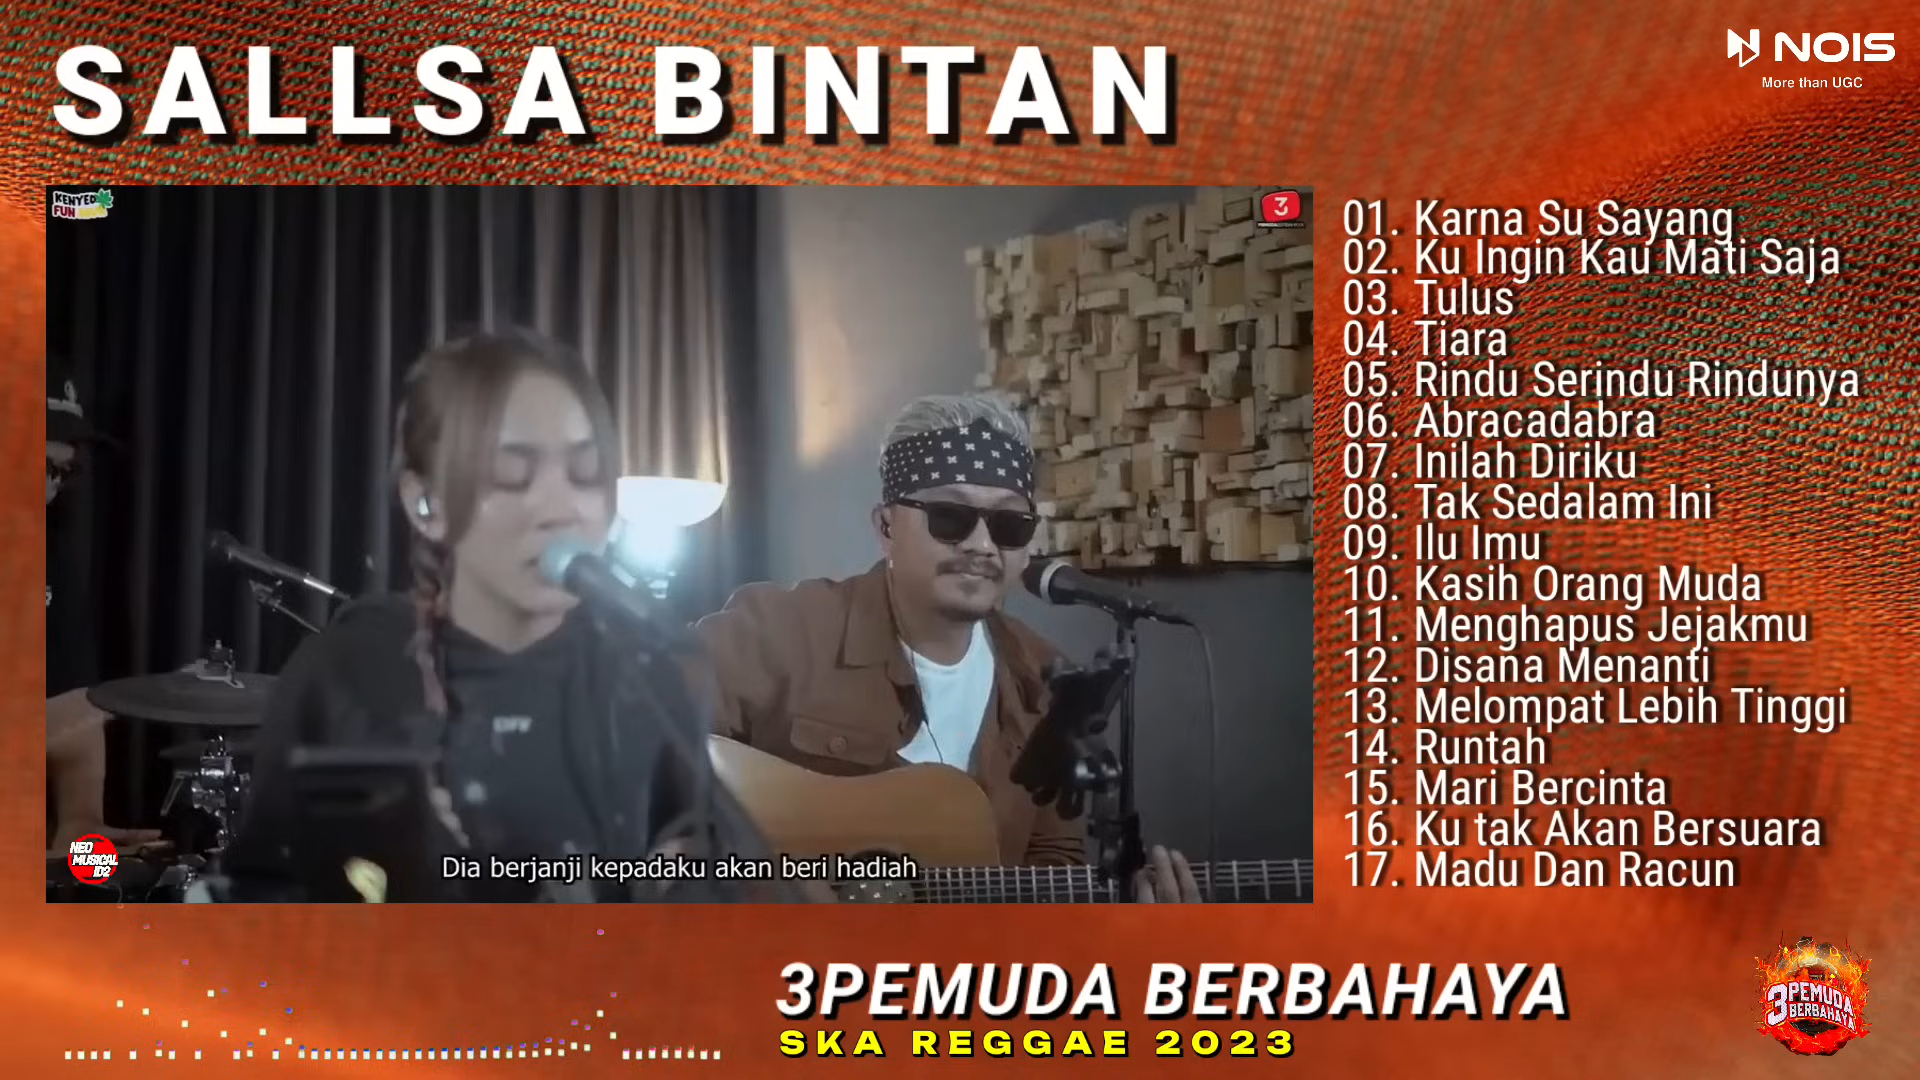 SALLSA BINTAN
NOIS
More than UGC
KENYED
FUN
3
01. Karna Su Sayang
02. Ku Ingin Kau Mati Saja
03. Tulus
04. Tiara
05. Rindu Serindu Rindunya
06. Abracadabra
07. Inilah Diriku
08. Tak Sedalam Ini
09. Ilu Imu
10. Kasih Orang Muda
11. Menghapus Jejakmu
12. Disana Menanti
13. Melompat Lebih Tinggi
14. Runtah
15. Mari Bercinta
16. Ku tak Akan Bersuara
17. Madu Dan Racun
NEO
MUSICAL
ID2
Dia berjanji kepadaku akan beri hadiah
3PEMUDA BERBAHAYA
SKA REGGAE 2023
3PEMUDA
BERBAHAYA